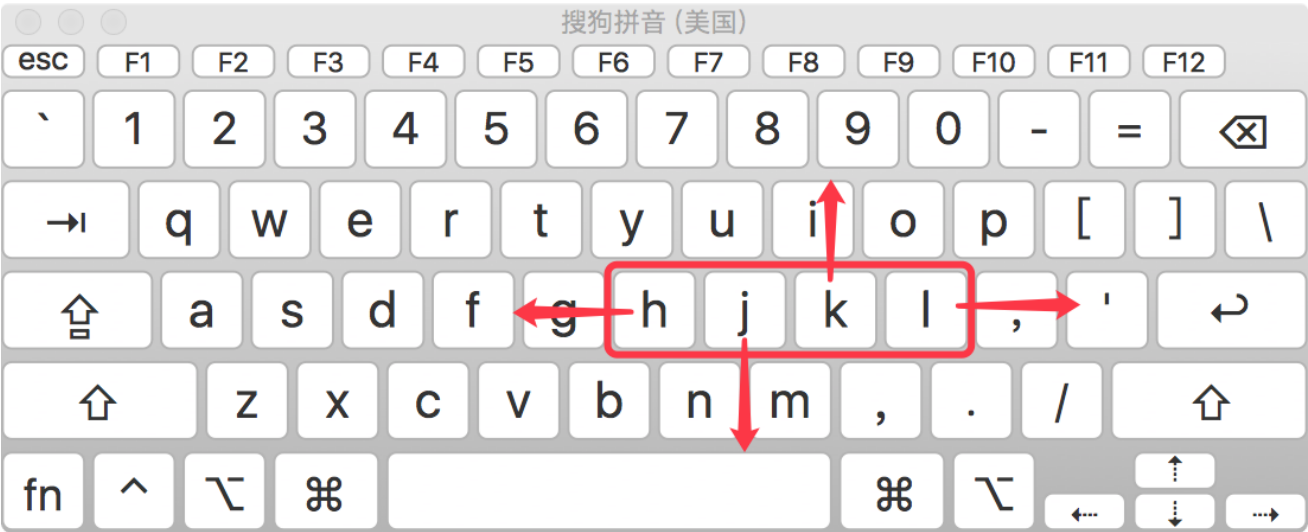 搜狗拼音 (美国)
esc F1 F2 F3 F4 F5 F6 F7 F8 F9 F10 F11 F12
` 1 2 3 4 5 6 7 8 9 0 - =
q w e r t y u i o p [ ] \
a s d f g h j k l , '
z x c v b n m , . /
fn ^ ⌥ ⌘ ⌘ ⌥